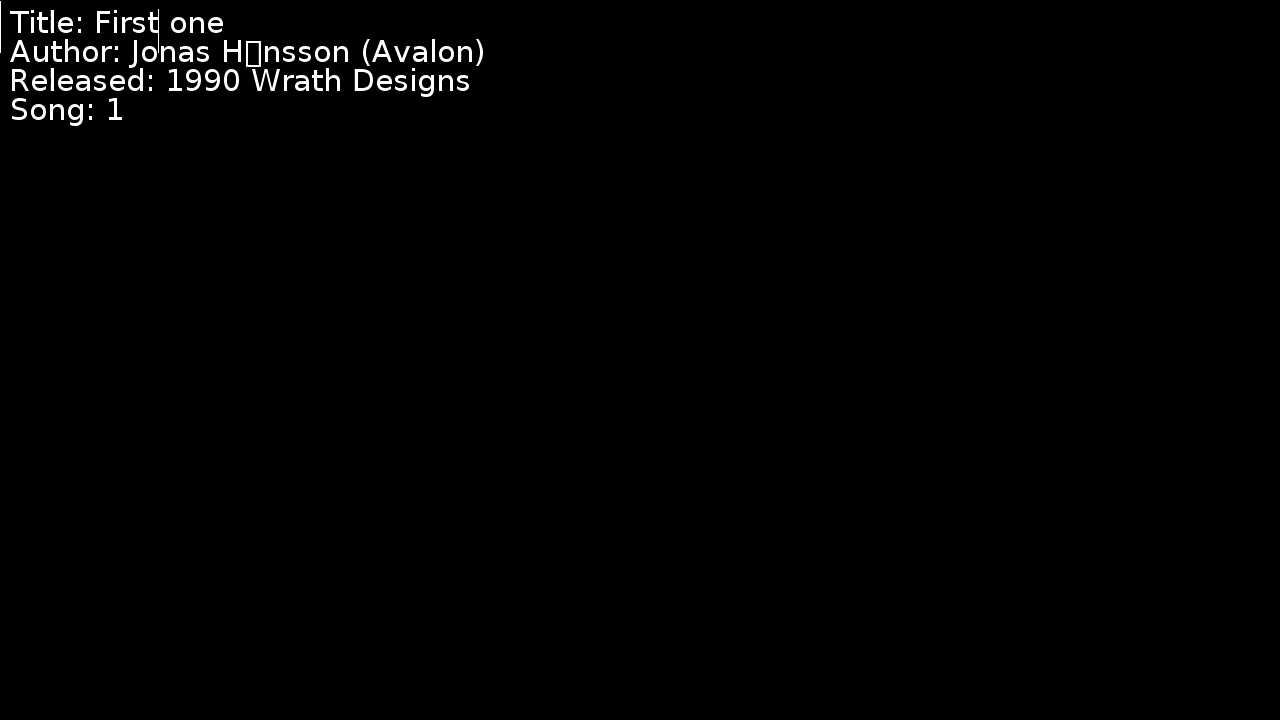 Title: First one
Author: Jonas H▯nsson (Avalon)
Released: 1990 Wrath Designs
Song: 1